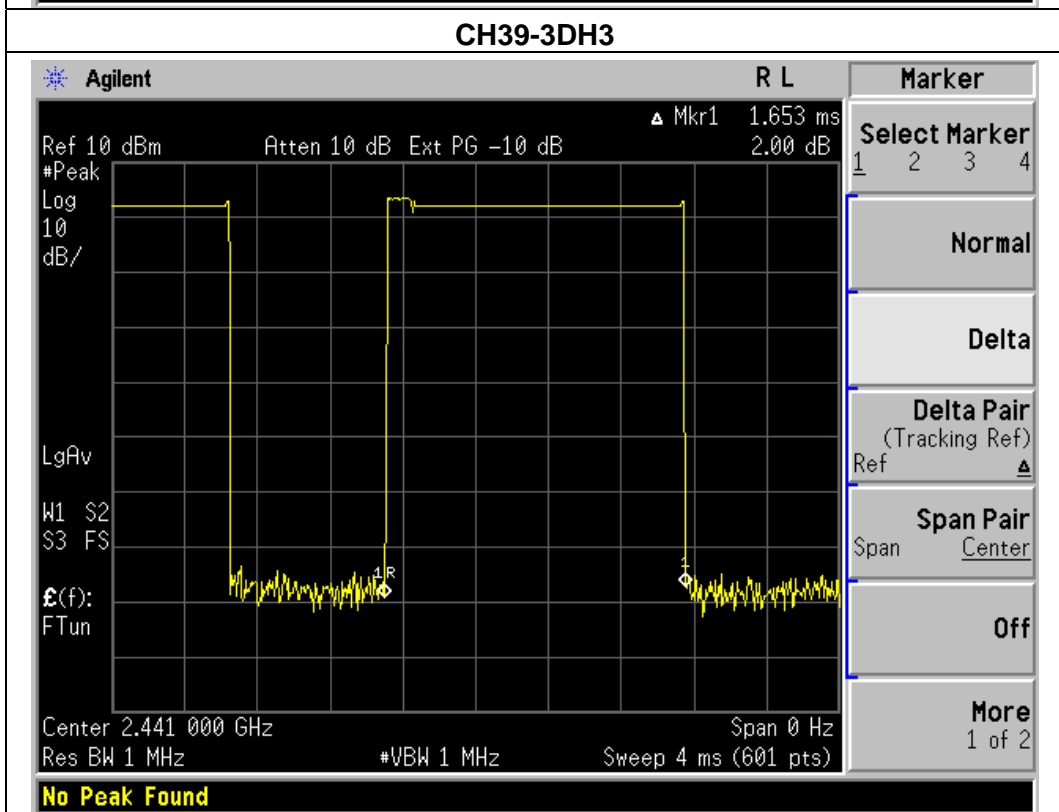 CH39-3DH3
Agilent R L
Δ Mkr1 1.653 ms
Ref 10 dBm Atten 10 dB Ext PG -10 dB 2.00 dB
#Peak
Log
10
dB/
LgAv
W1 S2
S3 FS
£(f):
FTun
1R
1
Center 2.441 000 GHz Span 0 Hz
Res BW 1 MHz #VBW 1 MHz Sweep 4 ms (601 pts)
No Peak Found
Marker
Select Marker
1 2 3 4
Normal
Delta
Delta Pair
(Tracking Ref)
Ref Δ
Span Pair
Span Center
Off
More
1 of 2